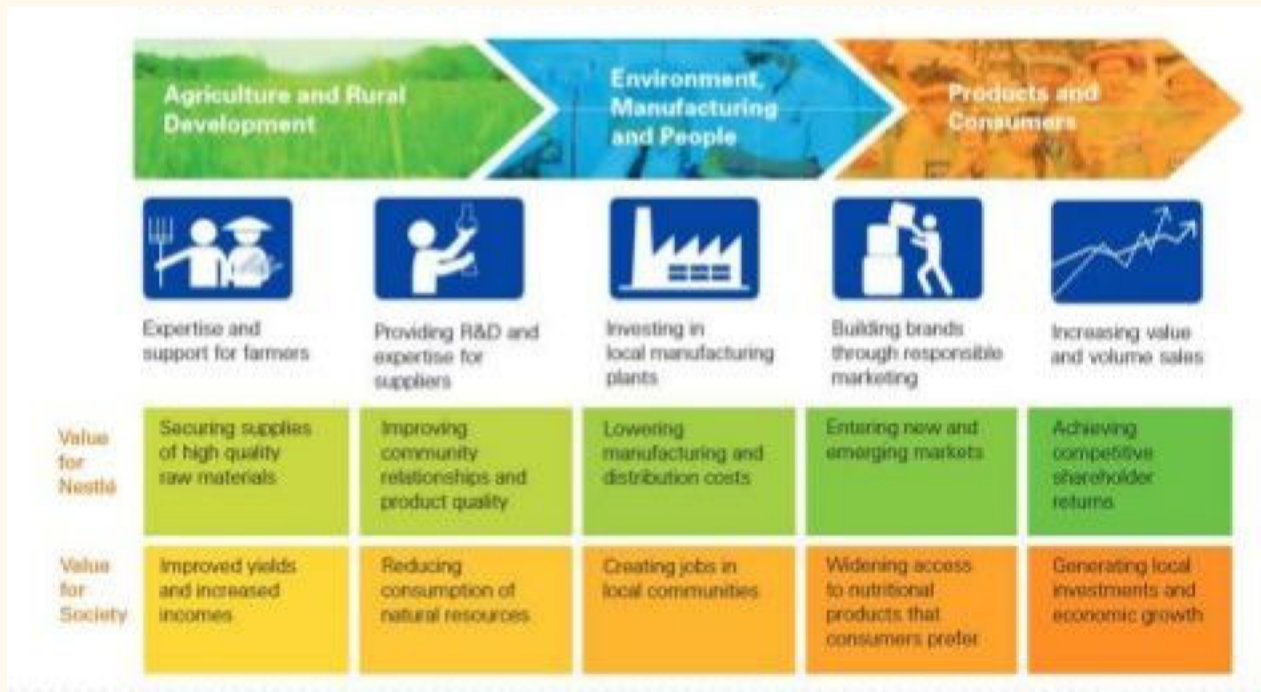 Agriculture and Rural
Development
Environment,
Manufacturing
and People
Products and
Consumers
Expertise and
support for farmers
Providing R&D and
expertise for
suppliers
Investing in
local manufacturing
plants
Building brands
through responsible
marketing
Increasing value
and volume sales
Value
for
Nestlé
Securing supplies
of high quality
raw materials
Improving
community
relationships and
product quality
Lowering
manufacturing and
distribution costs
Entering new and
emerging markets
Achieving
competitive
shareholder
returns
Value
for
Society
Improved yields
and increased
incomes
Reducing
consumption of
natural resources
Creating jobs in
local communities
Widening access
to nutritional
products that
consumers prefer
Generating local
investments and
economic growth